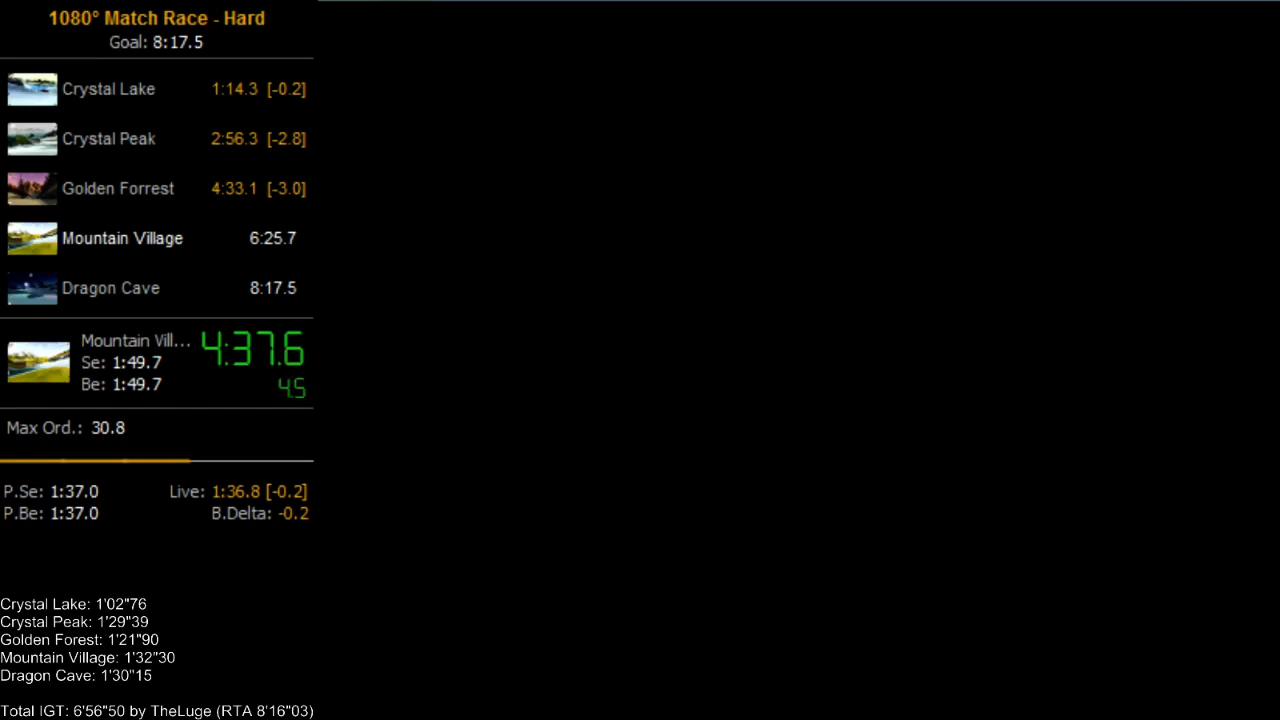 1080° Match Race - Hard
Goal: 8:17.5
Crystal Lake 1:14.3 [-0.2]
Crystal Peak 2:56.3 [-2.8]
Golden Forrest 4:33.1 [-3.0]
Mountain Village 6:25.7
Dragon Cave 8:17.5
Mountain Vill... 4:37.6
Se: 1:49.7
Be: 1:49.7 4.5
Max Ord.: 30.8
P.Se: 1:37.0 Live: 1:36.8 [-0.2]
P.Be: 1:37.0 B.Delta: -0.2
Crystal Lake: 1'02"76
Crystal Peak: 1'29"39
Golden Forest: 1'21"90
Mountain Village: 1'32"30
Dragon Cave: 1'30"15
Total IGT: 6'56"50 by TheLuge (RTA 8'16"03)